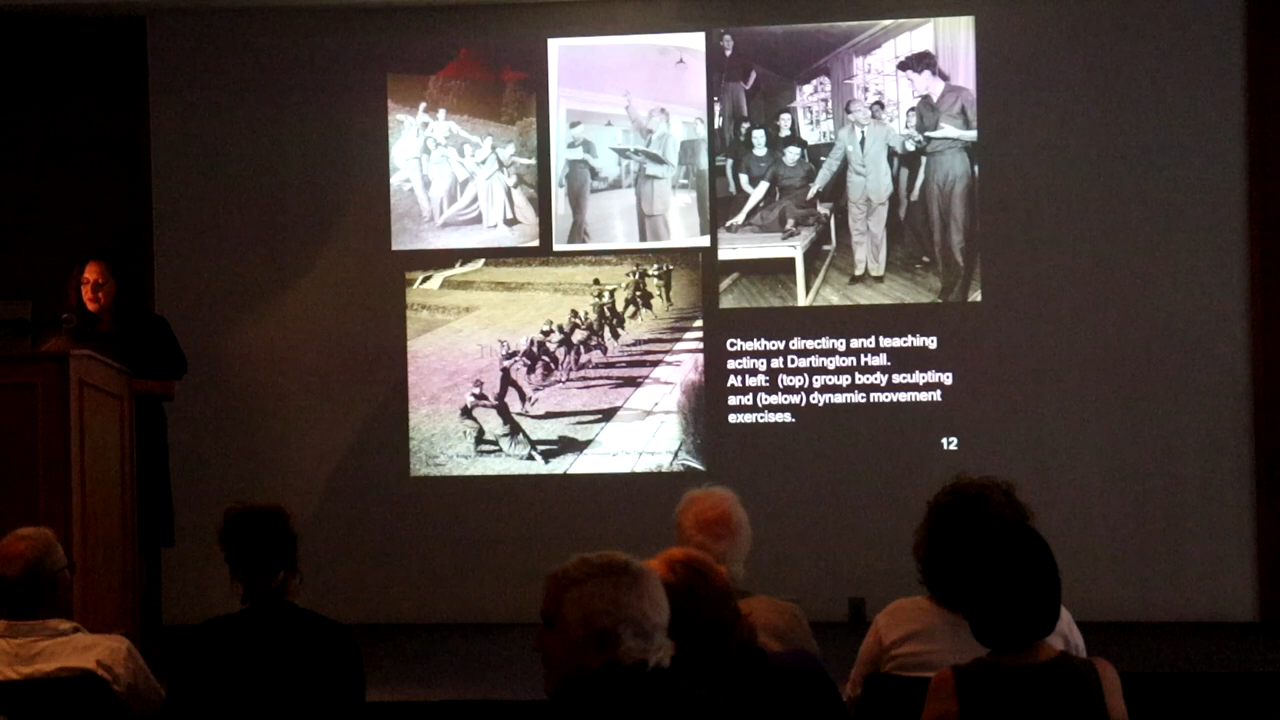 Chekhov directing and teaching
acting at Dartington Hall.
At left: (top) group body sculpting
and (below) dynamic movement
exercises.
12